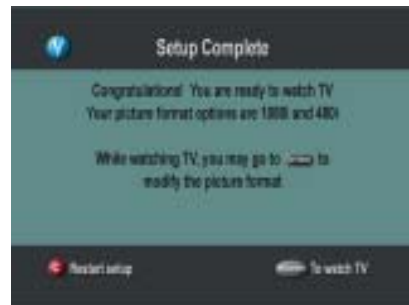 V
Setup Complete
Congratulations! You are ready to watch TV
Your picture format options are 1080i and 480i
While watching TV, you may go to to
modify the picture format
Restart setup
To watch TV